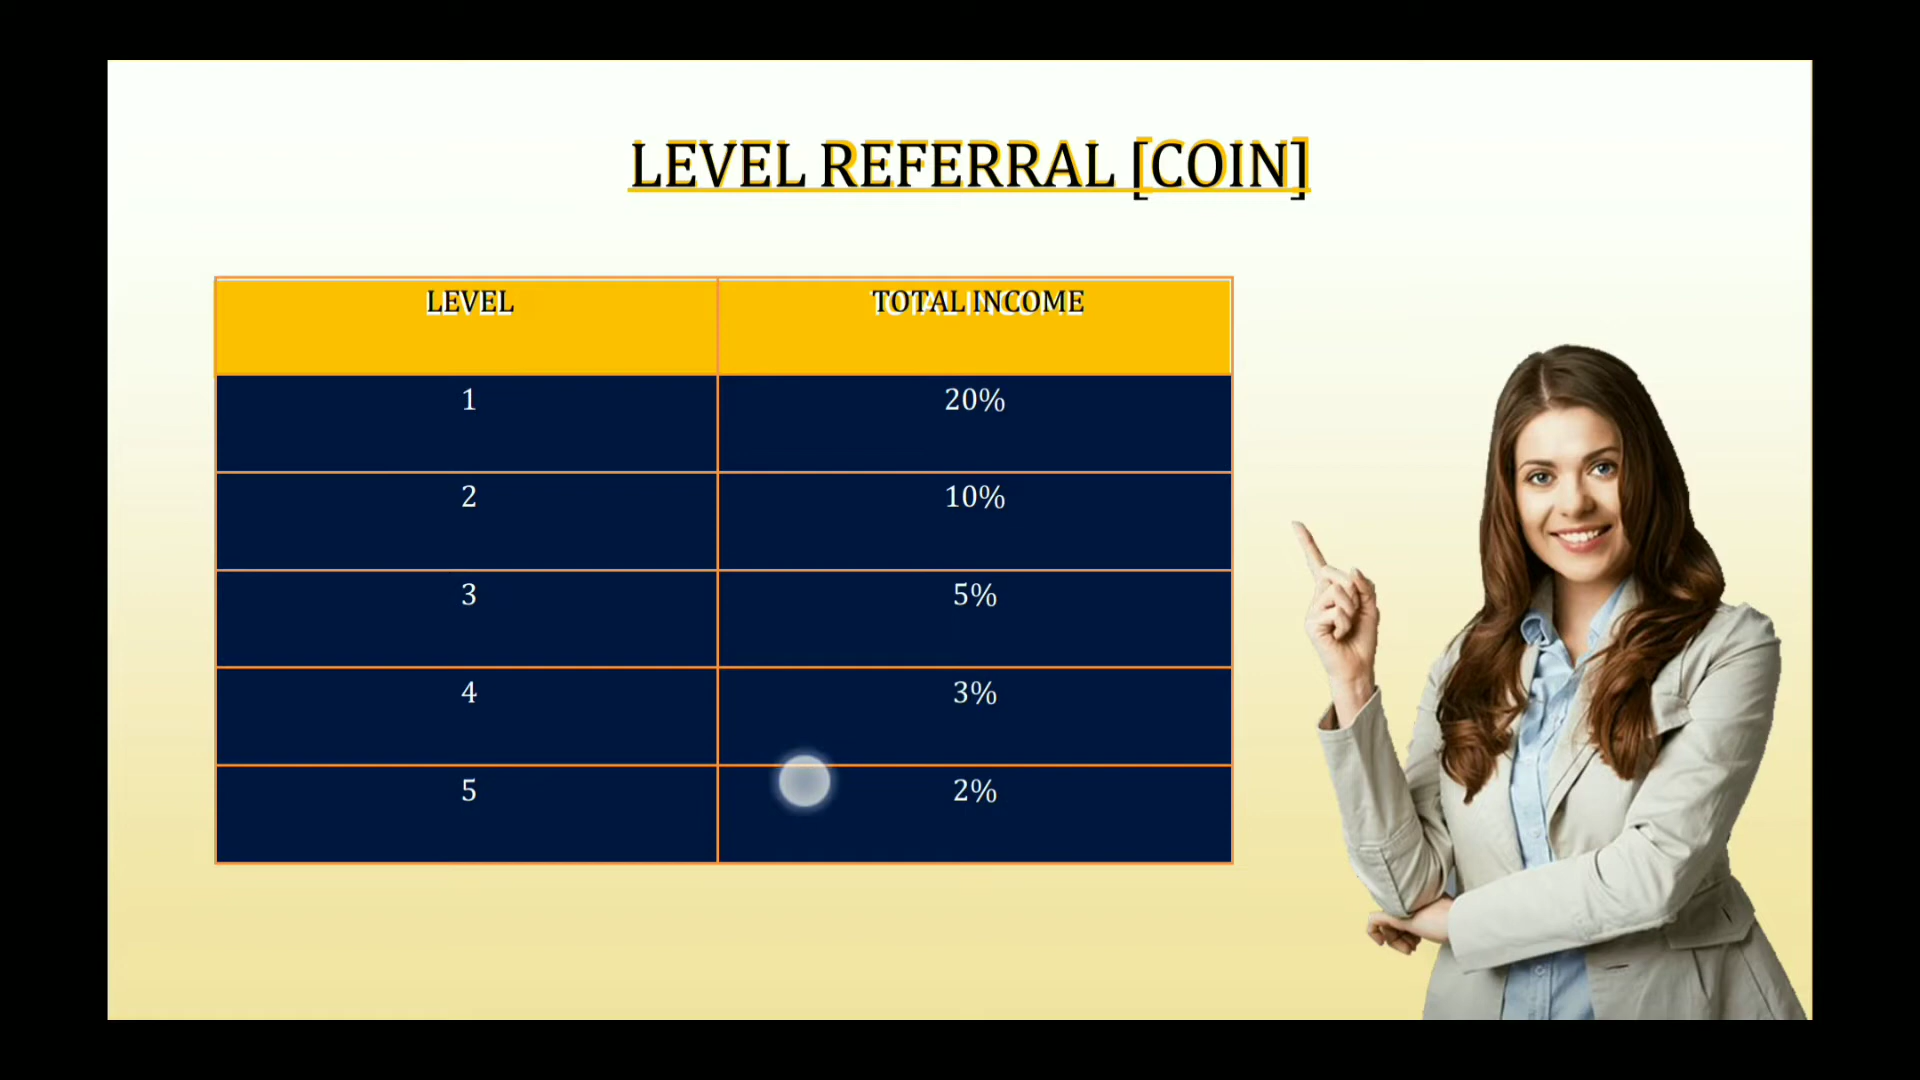 LEVEL REFERRAL [COIN]
LEVEL TOTAL INCOME
1 20%
2 10%
3 5%
4 3%
5 2%